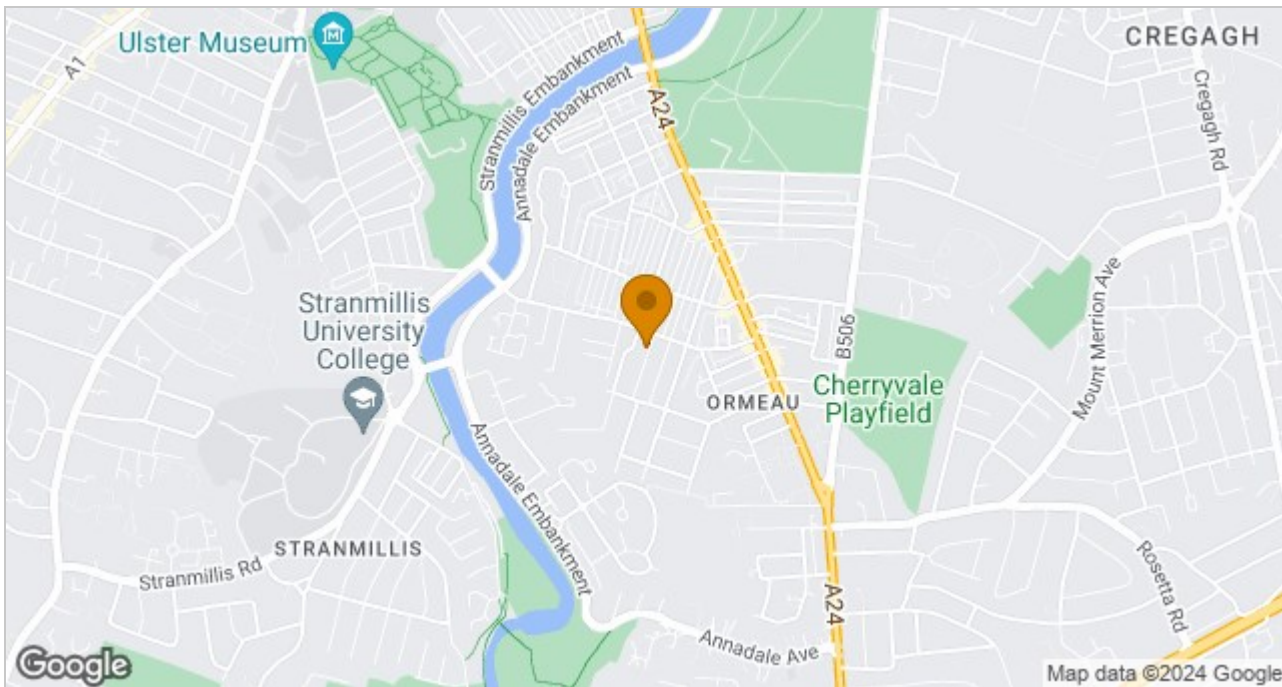 Ulster Museum
A1
Stranmillis Embankment
Annadale Embankment
A24
CREGAGH
Cregagh Rd
Stranmillis
University
College
B506
Mount Merrion Ave
ORMEAU
Cherryvale
Playfield
Annadale Embankment
STRANMILLIS
Stranmillis Rd
A24
Rosetta Rd
Annadale Ave
Google
Map data ©2024 Google